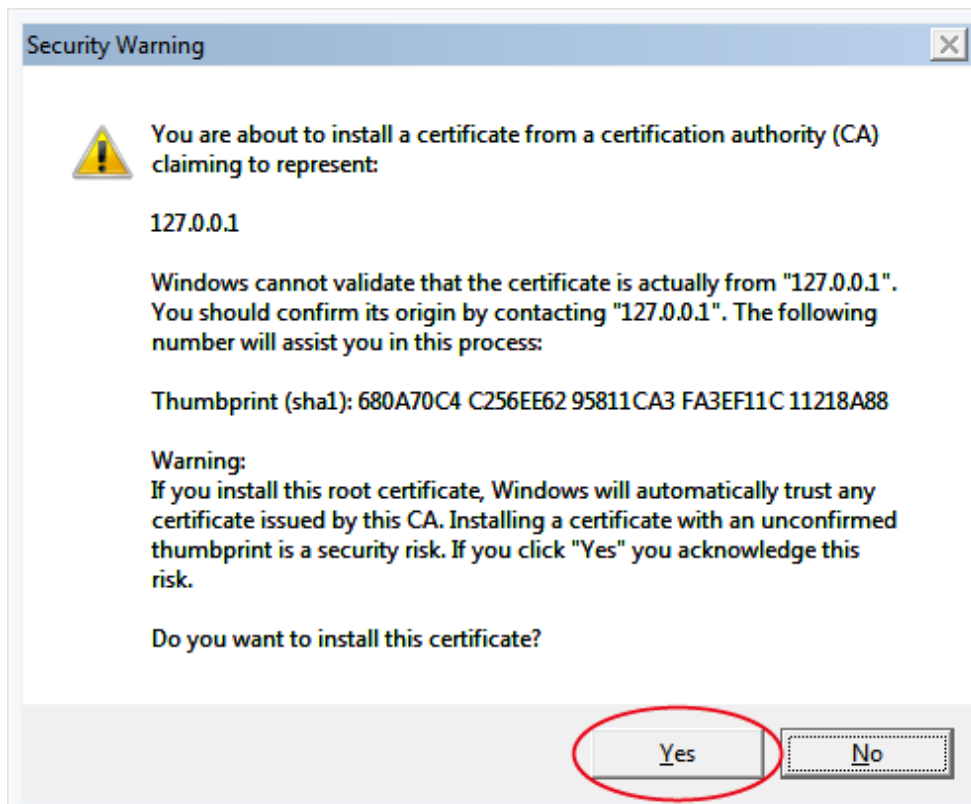 Security Warning
You are about to install a certificate from a certification authority (CA)
claiming to represent:
127.0.0.1
Windows cannot validate that the certificate is actually from "127.0.0.1".
You should confirm its origin by contacting "127.0.0.1". The following
number will assist you in this process:
Thumbprint (sha1): 680A70C4 C256EE62 95811CA3 FA3EF11C 11218A88
Warning:
If you install this root certificate, Windows will automatically trust any
certificate issued by this CA. Installing a certificate with an unconfirmed
thumbprint is a security risk. If you click "Yes" you acknowledge this
risk.
Do you want to install this certificate?
Yes No